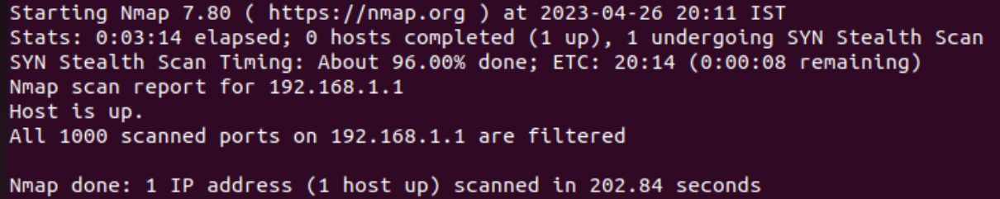 Starting Nmap 7.80 ( https://nmap.org ) at 2023-04-26 20:11 IST
Stats: 0:03:14 elapsed; 0 hosts completed (1 up), 1 undergoing SYN Stealth Scan
SYN Stealth Scan Timing: About 96.00% done; ETC: 20:14 (0:00:08 remaining)
Nmap scan report for 192.168.1.1
Host is up.
All 1000 scanned ports on 192.168.1.1 are filtered
Nmap done: 1 IP address (1 host up) scanned in 202.84 seconds